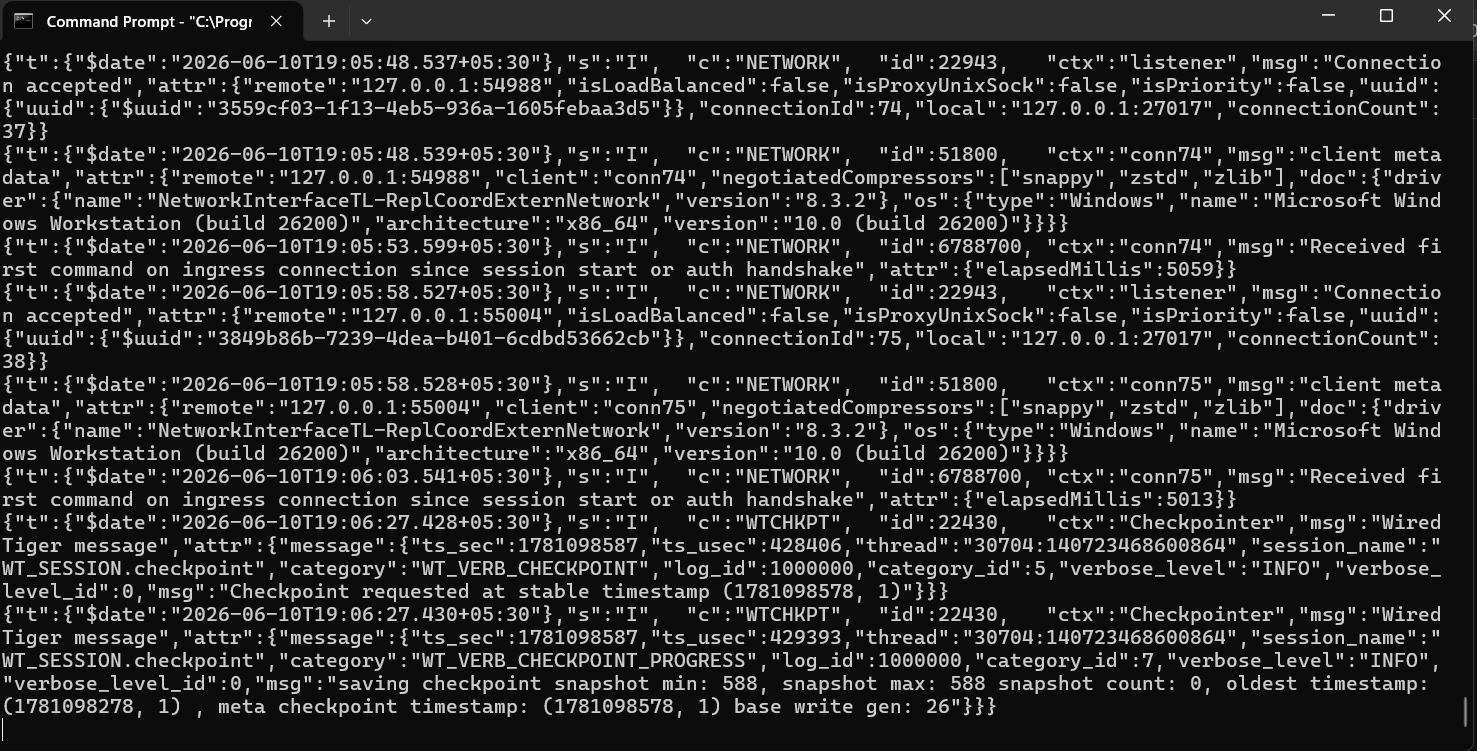 Command Prompt - "C:\Progr
{"t":{"$date":"2026-06-10T19:05:48.537+05:30"},"s":"I",  "c":"NETWORK",  "id":22943,   "ctx":"listener","msg":"Connectio
n accepted","attr":{"remote":"127.0.0.1:54988","isLoadBalanced":false,"isProxyUnixSock":false,"isPriority":false,"uuid":
{"uuid":{"$uuid":"3559cf03-1f13-4eb5-936a-1605febaa3d5"}},"connectionId":74,"local":"127.0.0.1:27017","connectionCount":
37}}
{"t":{"$date":"2026-06-10T19:05:48.539+05:30"},"s":"I",  "c":"NETWORK",  "id":51800,   "ctx":"conn74","msg":"client meta
data","attr":{"remote":"127.0.0.1:54988","client":"conn74","negotiatedCompressors":["snappy","zstd","zlib"],"doc":{"driv
er":{"name":"NetworkInterfaceTL-ReplCoordExternNetwork","version":"8.3.2"},"os":{"type":"Windows","name":"Microsoft Wind
ows Workstation (build 26200)","architecture":"x86_64","version":"10.0 (build 26200)"}}}}
{"t":{"$date":"2026-06-10T19:05:53.599+05:30"},"s":"I",  "c":"NETWORK",  "id":6788700, "ctx":"conn74","msg":"Received fi
rst command on ingress connection since session start or auth handshake","attr":{"elapsedMillis":5059}}
{"t":{"$date":"2026-06-10T19:05:58.527+05:30"},"s":"I",  "c":"NETWORK",  "id":22943,   "ctx":"listener","msg":"Connectio
n accepted","attr":{"remote":"127.0.0.1:55004","isLoadBalanced":false,"isProxyUnixSock":false,"isPriority":false,"uuid":
{"uuid":{"$uuid":"3849b86b-7239-4dea-b401-6cdbd53662cb"}},"connectionId":75,"local":"127.0.0.1:27017","connectionCount":
38}}
{"t":{"$date":"2026-06-10T19:05:58.528+05:30"},"s":"I",  "c":"NETWORK",  "id":51800,   "ctx":"conn75","msg":"client meta
data","attr":{"remote":"127.0.0.1:55004","client":"conn75","negotiatedCompressors":["snappy","zstd","zlib"],"doc":{"driv
er":{"name":"NetworkInterfaceTL-ReplCoordExternNetwork","version":"8.3.2"},"os":{"type":"Windows","name":"Microsoft Wind
ows Workstation (build 26200)","architecture":"x86_64","version":"10.0 (build 26200)"}}}}
{"t":{"$date":"2026-06-10T19:06:03.541+05:30"},"s":"I",  "c":"NETWORK",  "id":6788700, "ctx":"conn75","msg":"Received fi
rst command on ingress connection since session start or auth handshake","attr":{"elapsedMillis":5013}}
{"t":{"$date":"2026-06-10T19:06:27.428+05:30"},"s":"I",  "c":"WTCHKPT",  "id":22430,   "ctx":"Checkpointer","msg":"Wired
Tiger message","attr":{"message":{"ts_sec":1781098587,"ts_usec":428406,"thread":"30704:140723468600864","session_name":"
WT_SESSION.checkpoint","category":"WT_VERB_CHECKPOINT","log_id":1000000,"category_id":5,"verbose_level":"INFO","verbose_
level_id":0,"msg":"Checkpoint requested at stable timestamp (1781098578, 1)"}}}
{"t":{"$date":"2026-06-10T19:06:27.430+05:30"},"s":"I",  "c":"WTCHKPT",  "id":22430,   "ctx":"Checkpointer","msg":"Wired
Tiger message","attr":{"message":{"ts_sec":1781098587,"ts_usec":429393,"thread":"30704:140723468600864","session_name":"
WT_SESSION.checkpoint","category":"WT_VERB_CHECKPOINT_PROGRESS","log_id":1000000,"category_id":7,"verbose_level":"INFO",
"verbose_level_id":0,"msg":"saving checkpoint snapshot min: 588, snapshot max: 588 snapshot count: 0, oldest timestamp:
(1781098278, 1) , meta checkpoint timestamp: (1781098578, 1) base write gen: 26"}}}